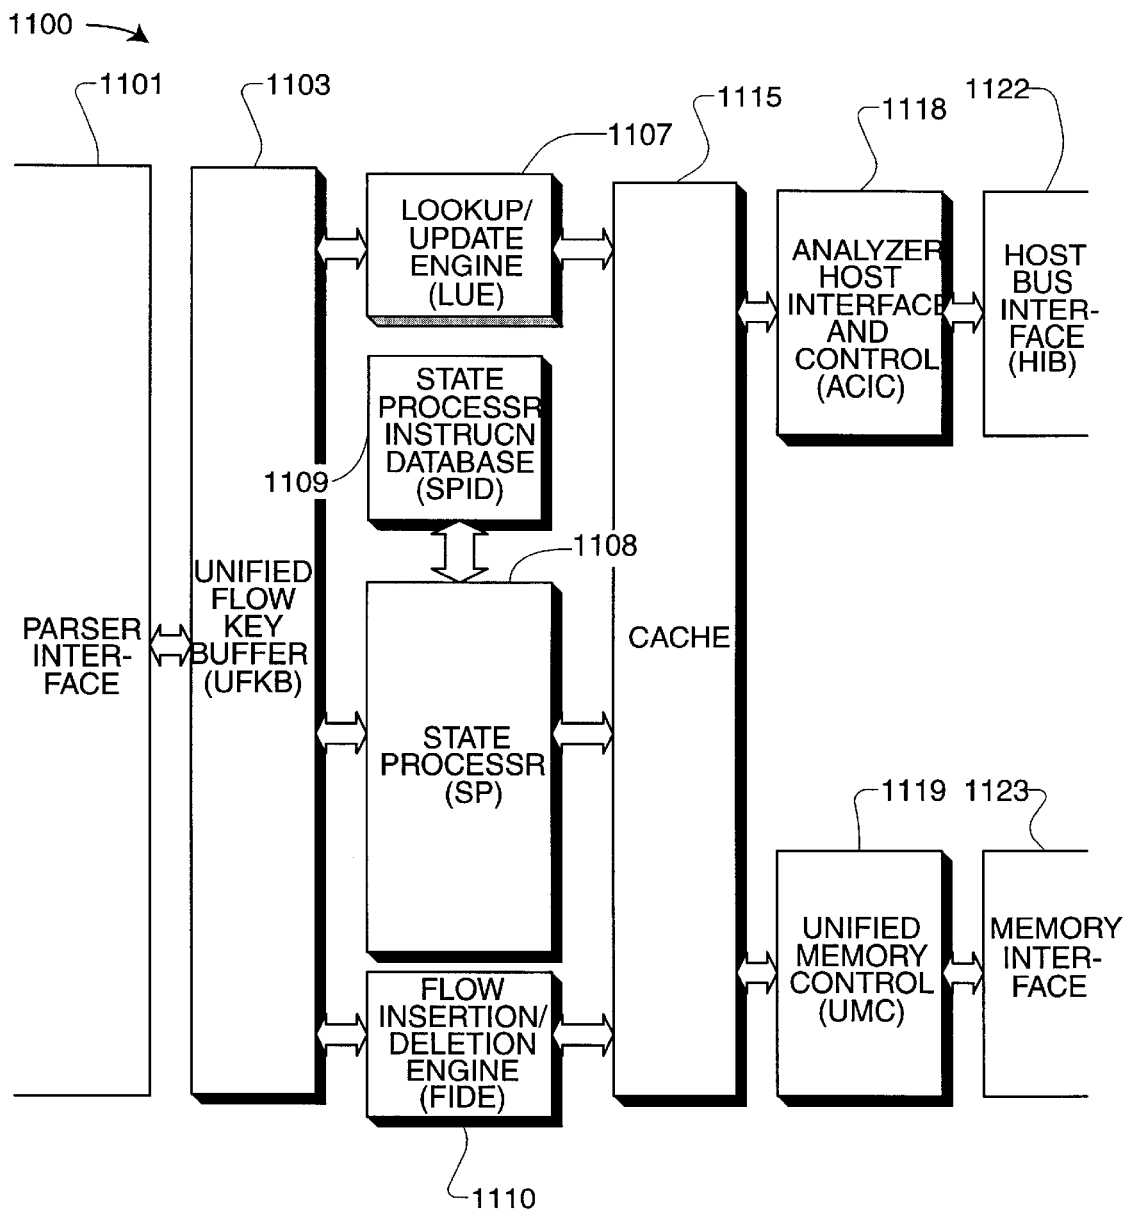 1100
1101
1103
1107
1115
1118
1122
LOOKUP/
UPDATE
ENGINE
(LUE)
ANALYZER
HOST
INTERFACE
AND
CONTROL
(ACIC)
HOST
BUS
INTER-
FACE
(HIB)
STATE
PROCESSR
INSTRUCN
DATABASE
(SPID)
1109
1108
UNIFIED
FLOW
KEY
BUFFER
(UFKB)
PARSER
INTER-
FACE
CACHE
STATE
PROCESSR
(SP)
1119
1123
UNIFIED
MEMORY
CONTROL
(UMC)
MEMORY
INTER-
FACE
FLOW
INSERTION/
DELETION
ENGINE
(FIDE)
1110